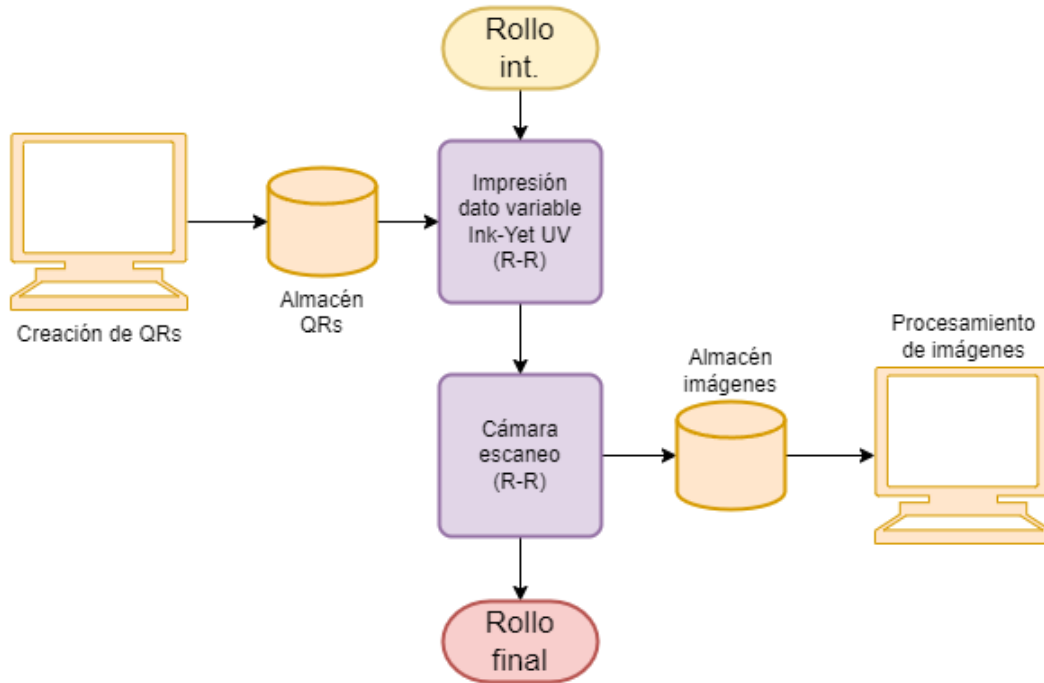 Rollo
int.
Impresión
dato variable
Ink-Yet UV
(R-R)
Creación de QRs
Almacén
QRs
Procesamiento
de imágenes
Almacén
imágenes
Cámara
escaneo
(R-R)
Rollo
final